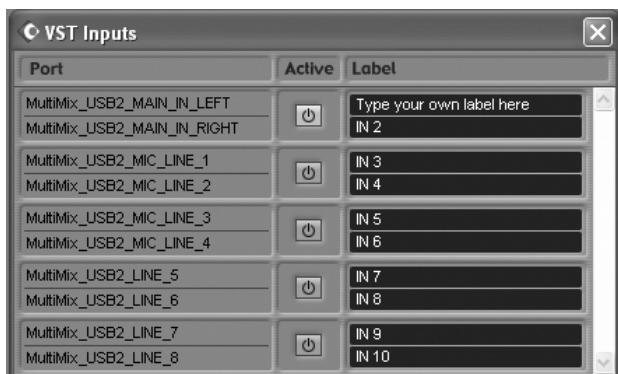 VST Inputs
Port Active Label
MultiMix_USB2_MAIN_IN_LEFT Type your own label here
MultiMix_USB2_MAIN_IN_RIGHT IN 2
MultiMix_USB2_MIC_LINE_1 IN 3
MultiMix_USB2_MIC_LINE_2 IN 4
MultiMix_USB2_MIC_LINE_3 IN 5
MultiMix_USB2_MIC_LINE_4 IN 6
MultiMix_USB2_LINE_5 IN 7
MultiMix_USB2_LINE_6 IN 8
MultiMix_USB2_LINE_7 IN 9
MultiMix_USB2_LINE_8 IN 10